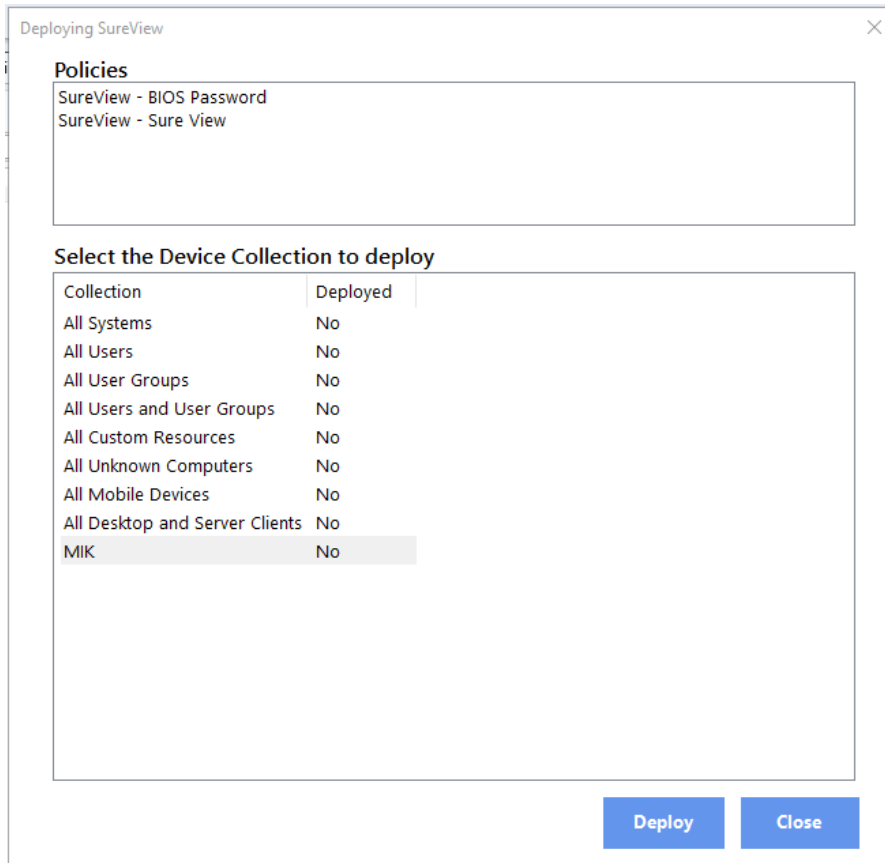 Deploying SureView
Policies
SureView - BIOS Password
SureView - Sure View
Select the Device Collection to deploy
Collection Deployed
All Systems No
All Users No
All User Groups No
All Users and User Groups No
All Custom Resources No
All Unknown Computers No
All Mobile Devices No
All Desktop and Server Clients No
MIK No
Deploy Close